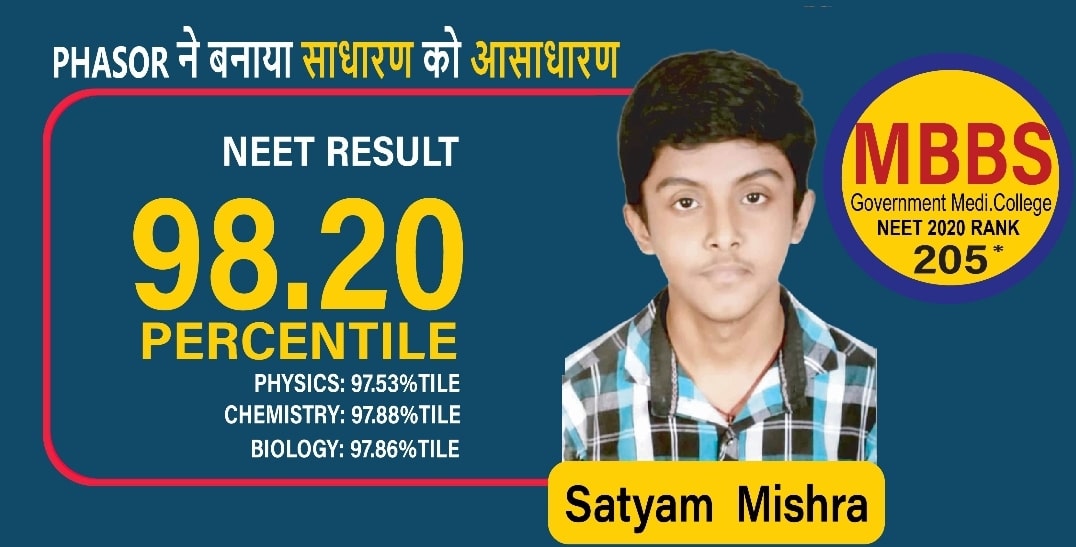 PHASOR ने बनाया साधारण को आसाधारण
NEET RESULT
98.20
PERCENTILE
PHYSICS: 97.53%TILE
CHEMISTRY: 97.88%TILE
BIOLOGY: 97.86%TILE
MBBS
Government Medi.College
NEET 2020 RANK
205*
Satyam Mishra